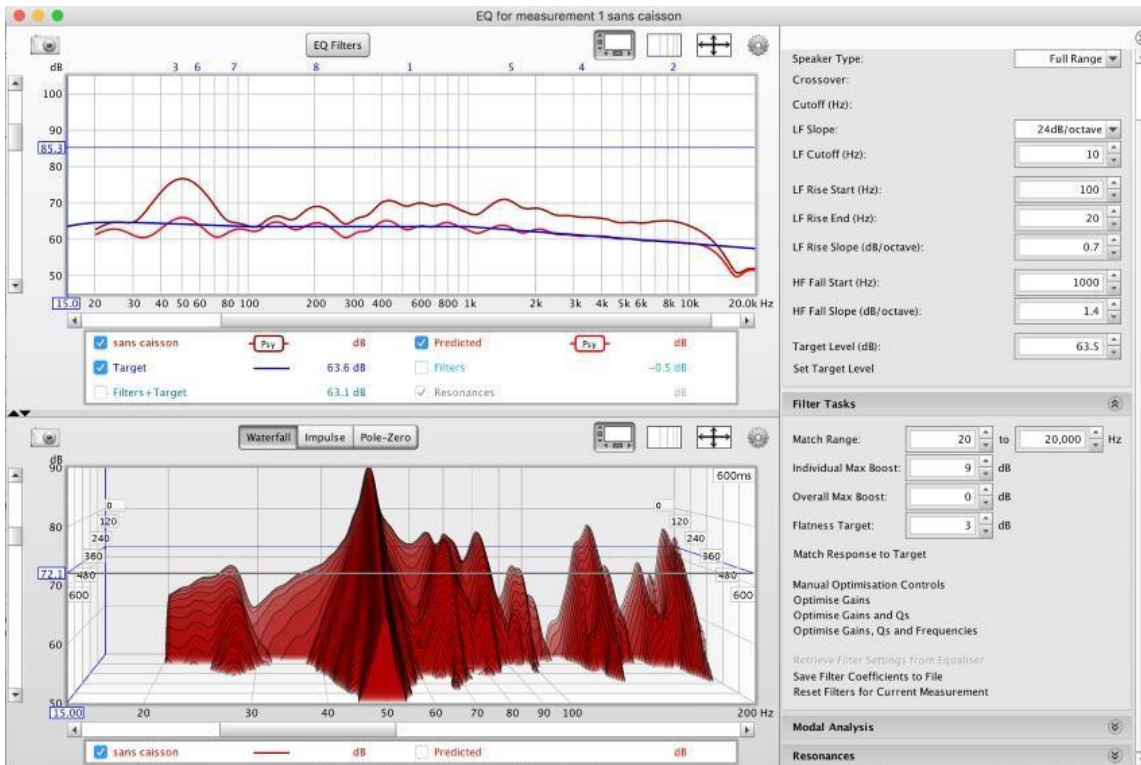 EQ for measurement 1 sans caisson
EQ Filters
dB
3 6 7 8 1 5 4 2
100
90
85.3
80
70
60
50
15.0 20 30 40 50 60 80 100 200 300 400 600 800 1k 2k 3k 4k 5k 6k 8k 10k 20.0k Hz
sans caisson Psy dB Predicted Psy dB
Target 63.6 dB Filters -0.5 dB
Filters+Target 63.1 dB Resonances dB
Waterfall Impulse Pole-Zero
dB
90
600ms
0 0
120 120
80
240 240
360 360
72.1
480 480
70
600 600
60
50
15.00 20 30 40 50 60 70 80 90 100 200 Hz
sans caisson dB Predicted dB
Speaker Type: Full Range
Crossover:
Cutoff (Hz):
LF Slope: 24dB/octave
LF Cutoff (Hz): 10
LF Rise Start (Hz): 100
LF Rise End (Hz): 20
LF Rise Slope (dB/octave): 0.7
HF Fall Start (Hz): 1000
HF Fall Slope (dB/octave): 1.4
Target Level (dB): 63.5
Set Target Level
Filter Tasks
Match Range: 20 to 20,000 Hz
Individual Max Boost: 9 dB
Overall Max Boost: 0 dB
Flatness Target: 3 dB
Match Response to Target
Manual Optimisation Controls
Optimise Gains
Optimise Gains and Qs
Optimise Gains, Qs and Frequencies
Retrieve Filter Settings from Equaliser
Save Filter Coefficients to File
Reset Filters for Current Measurement
Modal Analysis
Resonances